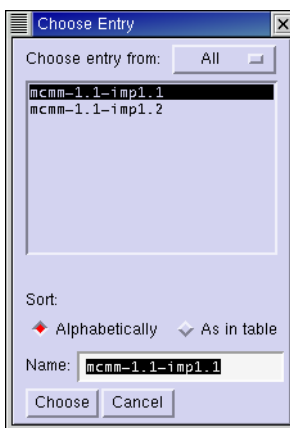 Choose Entry
Choose entry from: All
mcmm-1.1-imp1.1
mcmm-1.1-imp1.2
Sort:
Alphabetically As in table
Name: mcmm-1.1-imp1.1
Choose Cancel